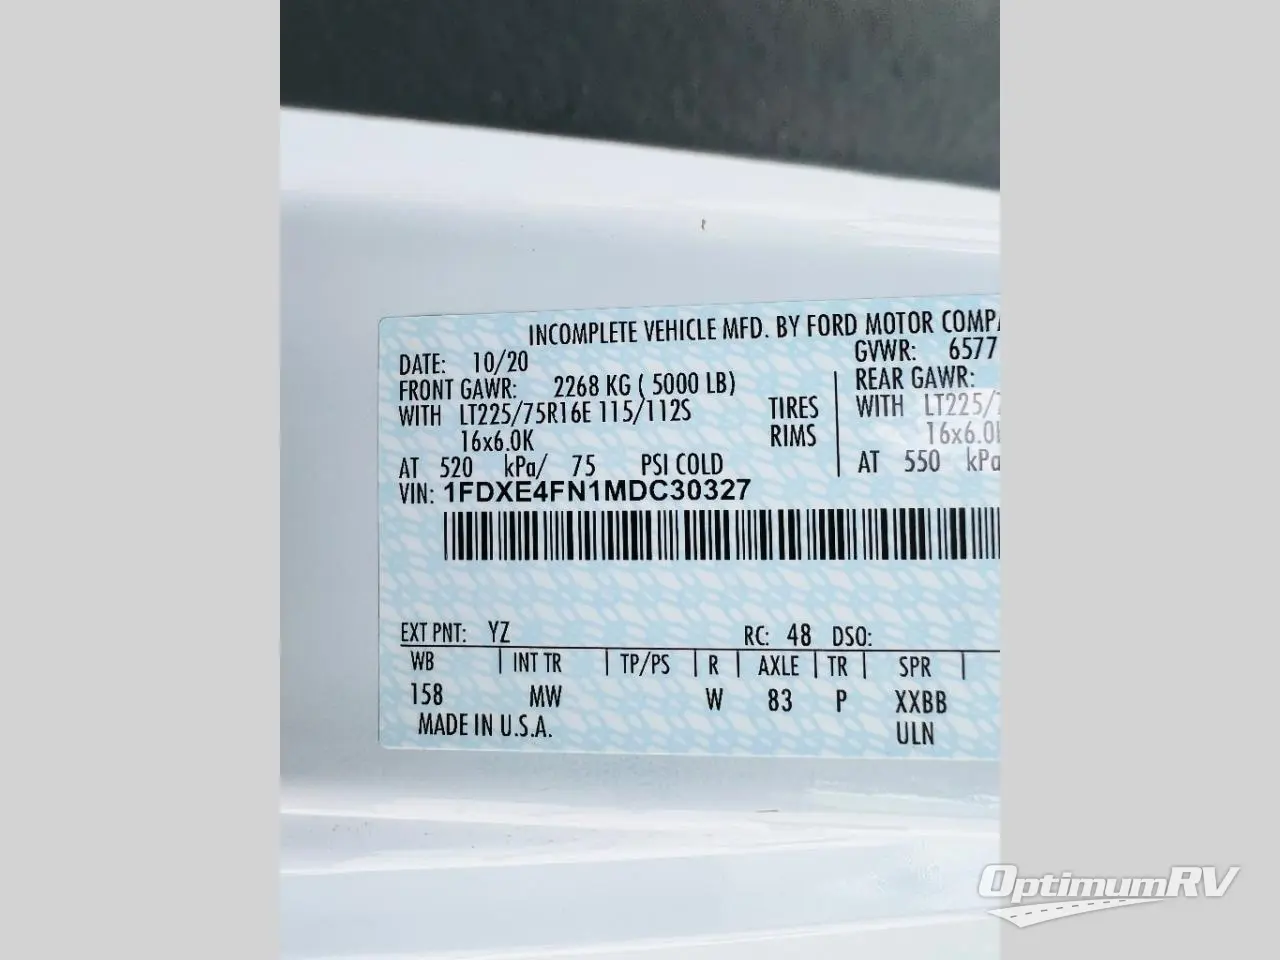 INCOMPLETE VEHICLE MFD. BY FORD MOTOR
DATE: 10/20 GVWR: 6577
FRONT GAWR: 2268 KG ( 5000 LB) REAR GAWR:
WITH LT225/75R16E 115/112S TIRES WITH LT225/
16x6.0K RIMS 16x6.0
AT 520 kPa/ 75 PSI COLD AT 550 kPa
VIN: 1FDXE4FN1MDC30327
EXT PNT: YZ RC: 48 DSO:
WB INT TR TP/PS R AXLE TR SPR
158 MW W 83 P XXBB
MADE IN U.S.A. ULN
OptimumRV